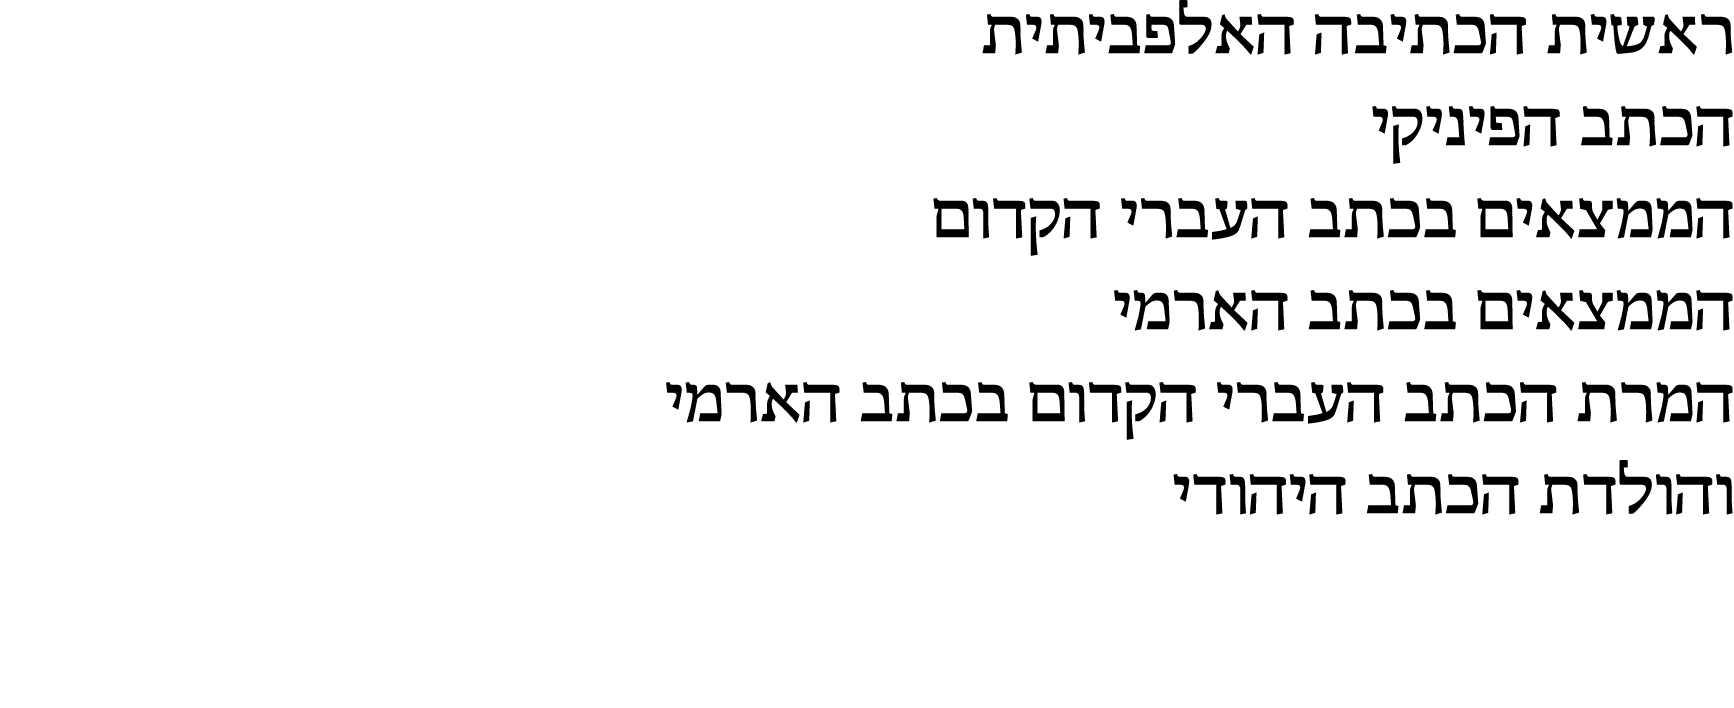 ראשית הכתיבה האלפביתית
הכתב הפיניקי
הממצאים בכתב העברי הקדום
הממצאים בכתב הארמי
המרת הכתב העברי הקדום בכתב הארמי
והולדת הכתב היהודי